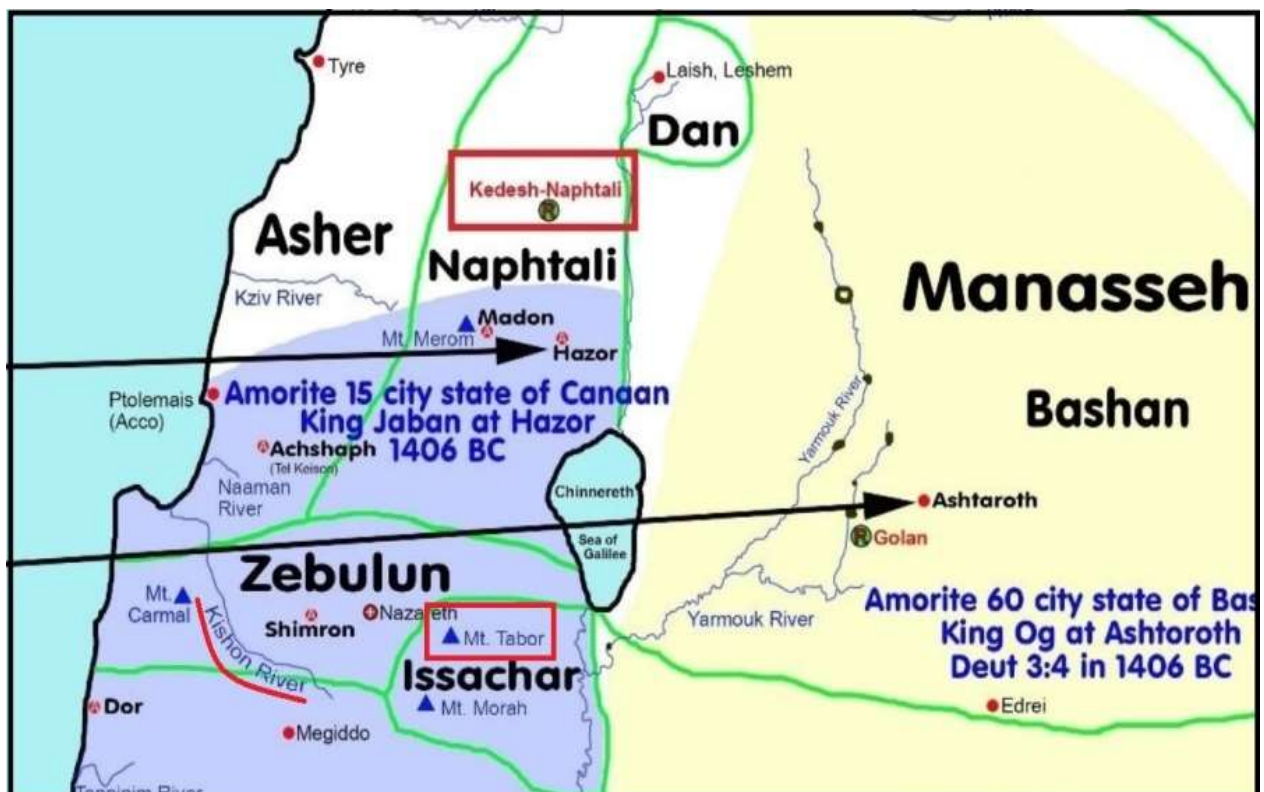 Tyre
Laish, Leshem
Dan
Kedesh-Naphtali
R
Asher
Naphtali
Manasseh
Kziv River
Madon
Mt. Merom
A
A
Hazor
Ptolemais
(Acco)
Amorite 15 city state of Canaan
King Jaban at Hazor
1406 BC
Yarmouk River
Bashan
A
Achshaph
(Tel Keison)
Naaman
River
Chinnereth
Sea of
Galilee
Ashtaroth
R
Golan
Zebulun
Mt.
Carmal
Kishon River
A
Shimron
Nazareth
Mt. Tabor
Yarmouk River
Amorite 60 city state of Bas
King Og at Ashtoroth
Deut 3:4 in 1406 BC
Issachar
Mt. Morah
A
Dor
Megiddo
Edrei